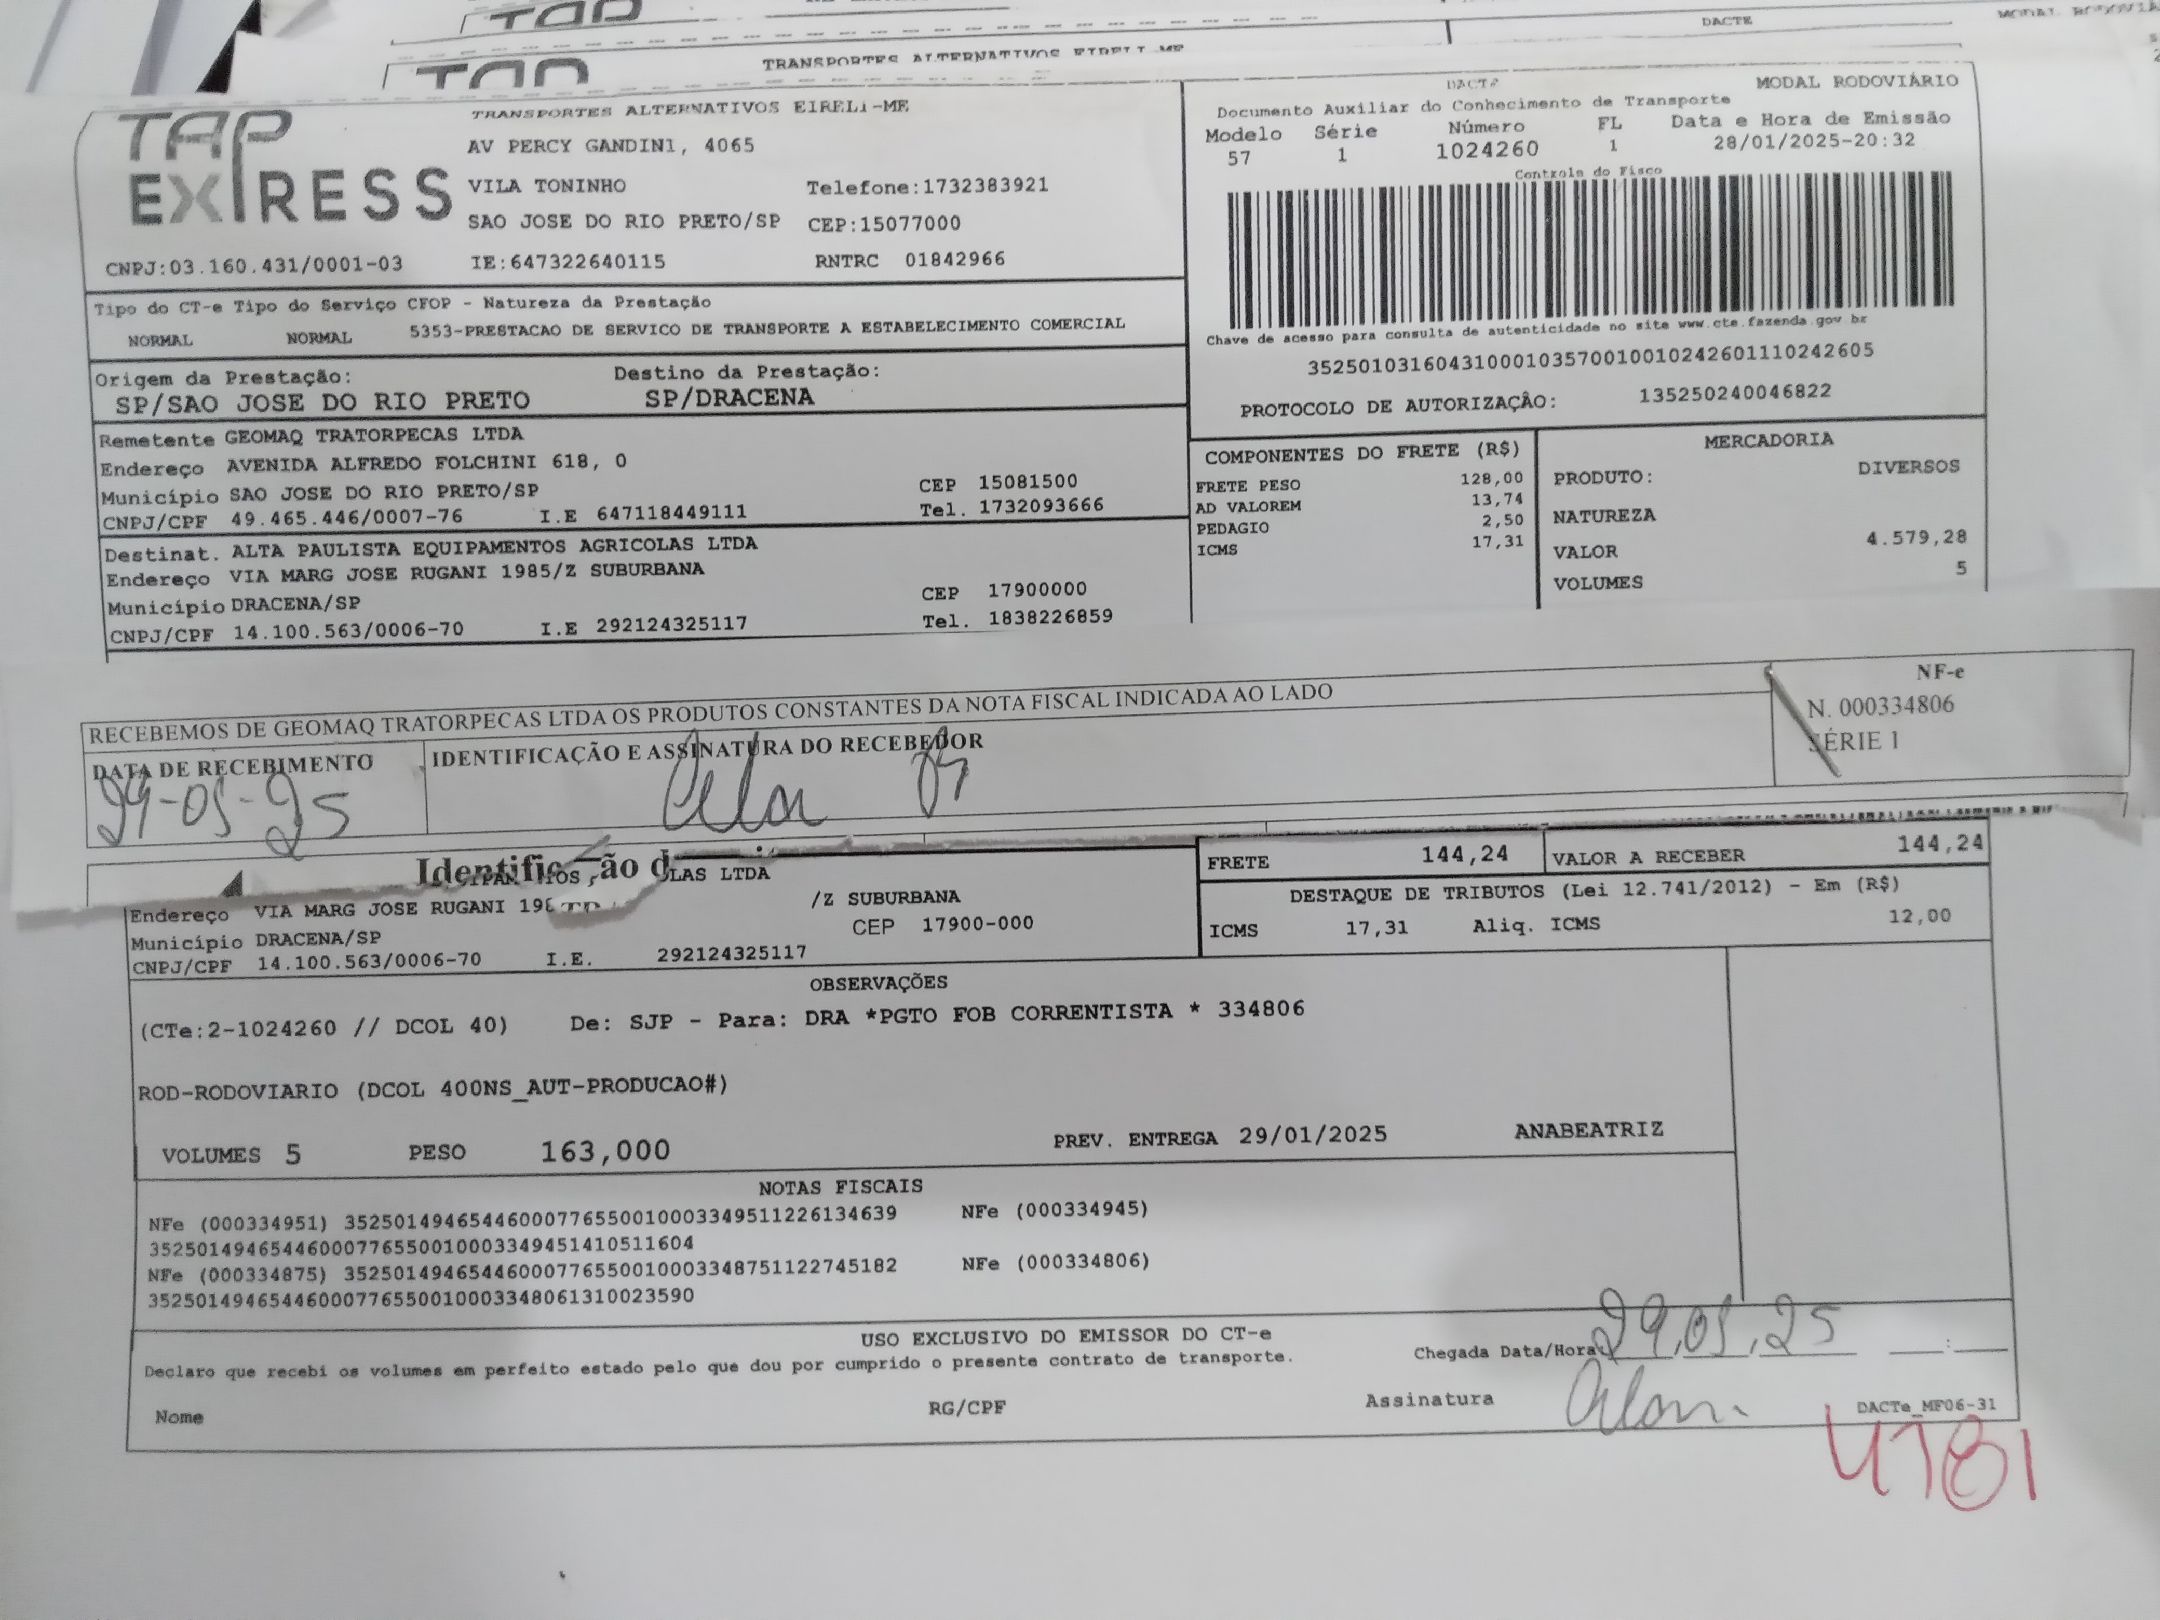 TRANSPORTES ALTERNATIVOS EIRELI-ME
DACTE
MODAL
TAP EXPRESS
TRANSPORTES ALTERNATIVOS EIRELI-ME
AV PERCY GANDINI, 4065
VILA TONINHO Telefone:1732383921
SAO JOSE DO RIO PRETO/SP CEP:15077000
CNPJ:03.160.431/0001-03 IE:647322640115 RNTRC 01842966
DACTE MODAL RODOVIÁRIO
Documento Auxiliar do Conhecimento de Transporte
Modelo Série Número FL Data e Hora de Emissão
57 1 1024260 1 28/01/2025-20:32
Controle do Fisco
Chave de acesso para consulta de autenticidade no site www.cte.fazenda.gov br
35250103160431000103570010010242601110242605
PROTOCOLO DE AUTORIZAÇÂO: 135250240046822
Tipo do CT-e Tipo do Serviço CFOP - Natureza da Prestação
NORMAL NORMAL 5353-PRESTACAO DE SERVICO DE TRANSPORTE A ESTABELECIMENTO COMERCIAL
Origem da Prestação: Destino da Prestação:
SP/SAO JOSE DO RIO PRETO SP/DRACENA
Remetente GEOMAQ TRATORPECAS LTDA
Endereço AVENIDA ALFREDO FOLCHINI 618, 0
Município SAO JOSE DO RIO PRETO/SP CEP 15081500
CNPJ/CPF 49.465.446/0007-76 I.E 647118449111 Tel. 1732093666
Destinat. ALTA PAULISTA EQUIPAMENTOS AGRICOLAS LTDA
Endereço VIA MARG JOSE RUGANI 1985/Z SUBURBANA
Município DRACENA/SP CEP 17900000
CNPJ/CPF 14.100.563/0006-70 I.E 292124325117 Tel. 1838226859
COMPONENTES DO FRETE (R$)
FRETE PESO 128,00
AD VALOREM 13,74
PEDAGIO 2,50
ICMS 17,31
MERCADORIA
PRODUTO: DIVERSOS
NATUREZA
VALOR 4.579,28
VOLUMES 5
RECEBEMOS DE GEOMAQ TRATORPECAS LTDA OS PRODUTOS CONSTANTES DA NOTA FISCAL INDICADA AO LADO
DATA DE RECEBIMENTO IDENTIFICAÇÃO E ASSINATURA DO RECEBEDOR
29-01-25
NF-e
N. 000334806
SÉRIE 1
LAS LTDA
Endereço VIA MARG JOSE RUGANI 198 /Z SUBURBANA
Município DRACENA/SP CEP 17900-000
CNPJ/CPF 14.100.563/0006-70 I.E. 292124325117
FRETE 144,24 VALOR A RECEBER 144,24
DESTAQUE DE TRIBUTOS (Lei 12.741/2012) - Em (R$)
ICMS 17,31 Aliq. ICMS 12,00
OBSERVAÇÕES
(CTe:2-1024260 // DCOL 40) De: SJP - Para: DRA *PGTO FOB CORRENTISTA * 334806
ROD-RODOVIARIO (DCOL 400NS_AUT-PRODUCAO#)
VOLUMES 5 PESO 163,000 PREV. ENTREGA 29/01/2025 ANABEATRIZ
NOTAS FISCAIS
NFe (000334951) 35250149465446000776550010003349511226134639 NFe (000334945)
35250149465446000776550010003349451410511604
NFe (000334875) 35250149465446000776550010003348751122745182 NFe (000334806)
35250149465446000776550010003348061310023590
USO EXCLUSIVO DO EMISSOR DO CT-e
Declaro que recebi os volumes em perfeito estado pelo que dou por cumprido o presente contrato de transporte.
Chegada Data/Hora: 29,01,25
Nome RG/CPF Assinatura
DACTe_MF06-31